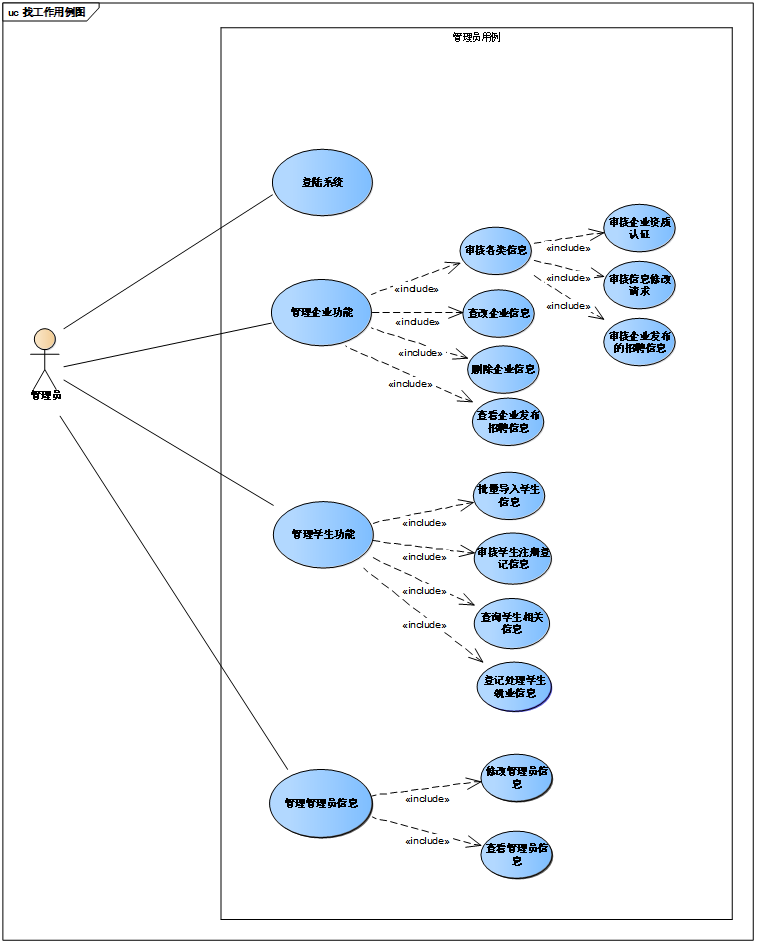 uc 找工作用例图
管理员用例
登陆系统
审核企业资质
认证
审核各类信息
«include»
审核信息修改
请求
«include»
«include»
管理企业功能
«include»
查改企业信息
«include»
审核企业发布
的招聘信息
«include»
删除企业信息
«include»
查看企业发布
招聘信息
管理员
批量导入学生
信息
«include»
管理学生功能
审核学生注册登
记信息
«include»
«include»
查询学生相关
信息
«include»
登记处理学生
就业信息
修改管理员信
息
«include»
管理管理员信息
«include»
查看管理员信
息